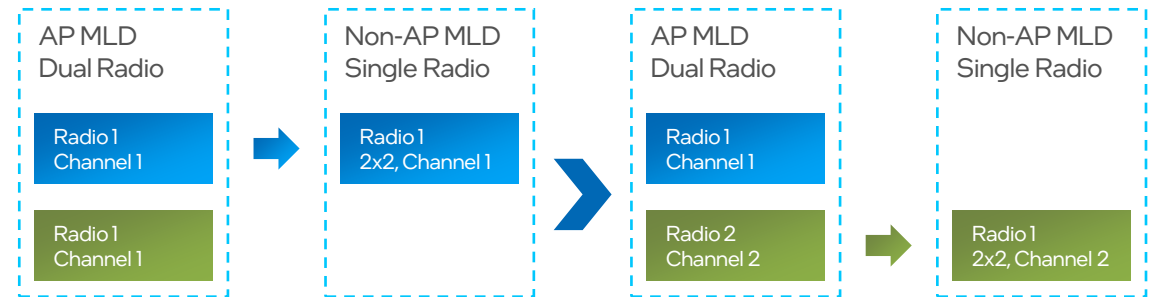 AP MLD
Dual Radio
Radio 1
Channel 1
Radio 1
Channel 1
Non-AP MLD
Single Radio
Radio 1
2x2, Channel 1
AP MLD
Dual Radio
Radio 1
Channel 1
Radio 2
Channel 2
Non-AP MLD
Single Radio
Radio 1
2x2, Channel 2